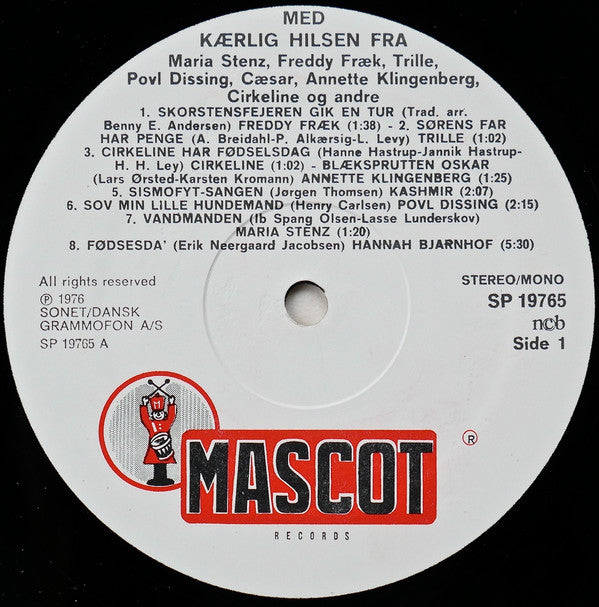 MED
KÆRLIG HILSEN FRA
Maria Stenz, Freddy Fræk, Trille,
Povl Dissing, Cæsar, Annette Klingenberg,
Cirkeline og andre
1. SKORSTENSFEJEREN GIK EN TUR (Trad. arr.
Benny E. Andersen) FREDDY FRÆK (1:38) - 2. SØRENS FAR
HAR PENGE (A. Breidahl-P. Alkærsig-L. Levy) TRILLE (1:02)
3. CIRKELINE HAR FØDSELSDAG (Hanne Hastrup-Jannik Hastrup-
H. H. Ley) CIRKELINE (1:02) - BLÆKSPRUTTEN OSKAR
(Lars Ørsted-Karsten Kromann) ANNETTE KLINGENBERG (1:25)
5. SISMOFYT-SANGEN (Jørgen Thomsen) KASHMIR (2:07)
6. SOV MIN LILLE HUNDEMAND (Henry Carlsen) POVL DISSING (2:15)
7. VANDMANDEN (Ib Spang Olsen-Lasse Lunderskov)
MARIA STENZ (1:20)
8. FØDSESDA' (Erik Neergaard Jacobsen) HANNAH BJARNHOF (5:30)
All rights reserved
℗ 1976
SONET/DANSK
GRAMMOFON A/S
SP 19765 A
STEREO/MONO
SP 19765
ncb
Side 1
M
MASCOT ®
RECORDS